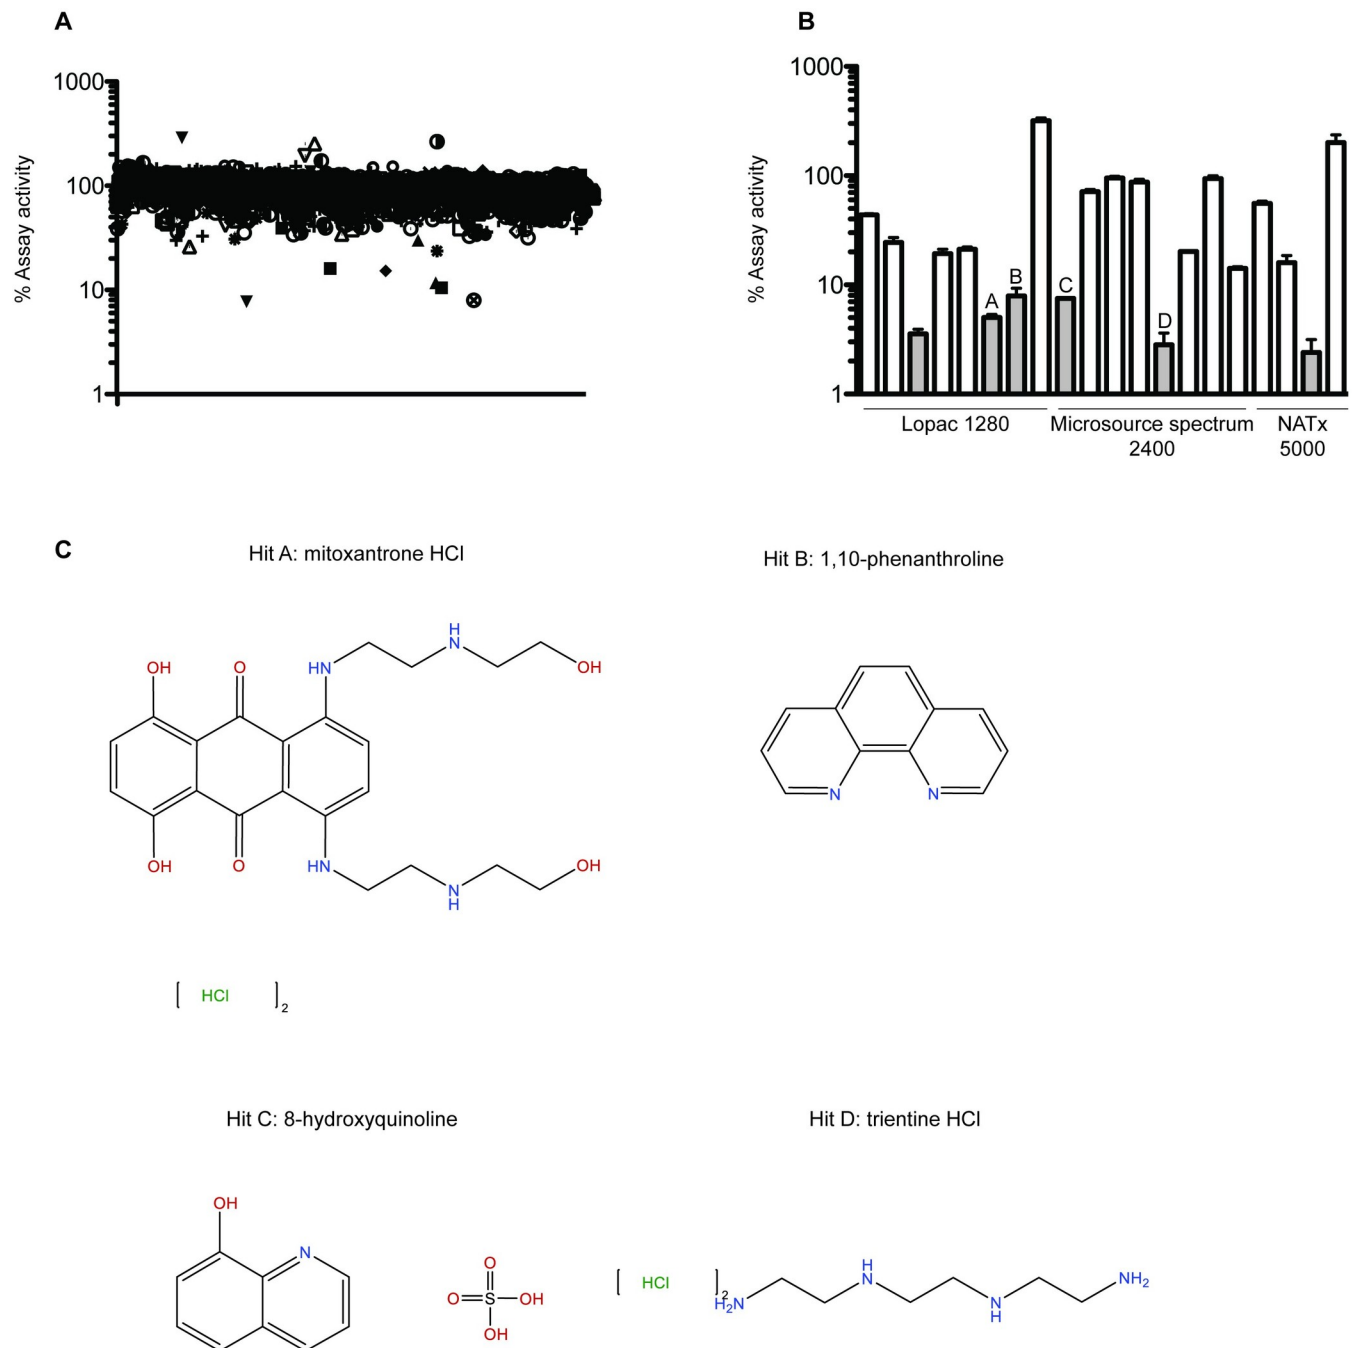 A
% Assay activity
1000
100
10
1
B
% Assay activity
1000
100
10
1
A
B
C
D
Lopac 1280
Microsource spectrum
2400
NATx
5000
C
Hit A: mitoxantrone HCl
OH
O
HN
H
N
OH
OH
O
HN
N
H
OH
[ HCl ]2
Hit B: 1,10-phenanthroline
N
N
Hit C: 8-hydroxyquinoline
OH
N
O
O=S-OH
OH
Hit D: trientine HCl
[ HCl ]2
H2N
H
N
N
H
NH2